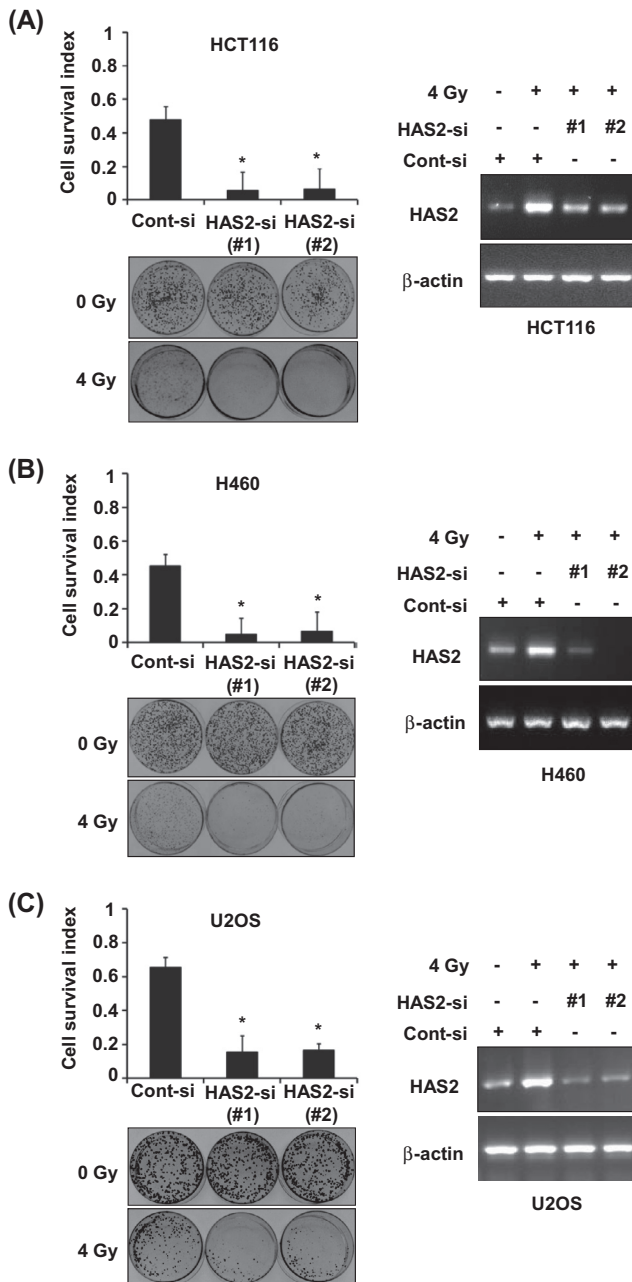 (A)
HCT116
Cell survival index
1
0.8
0.6
0.4
0.2
0
Cont-si HAS2-si HAS2-si
(#1) (#2)
0 Gy
4 Gy
4 Gy - + + +
HAS2-si - - #1 #2
Cont-si + + - -
HAS2
β-actin
HCT116
(B)
H460
Cell survival index
1
0.8
0.6
0.4
0.2
0
Cont-si HAS2-si HAS2-si
(#1) (#2)
0 Gy
4 Gy
4 Gy - + + +
HAS2-si - - #1 #2
Cont-si + + - -
HAS2
β-actin
H460
(C)
U2OS
Cell survival index
1
0.8
0.6
0.4
0.2
0
* *
Cont-si HAS2-si HAS2-si
(#1) (#2)
0 Gy
4 Gy
4 Gy - + + +
HAS2-si - - #1 #2
Cont-si + + - -
HAS2
β-actin
U2OS